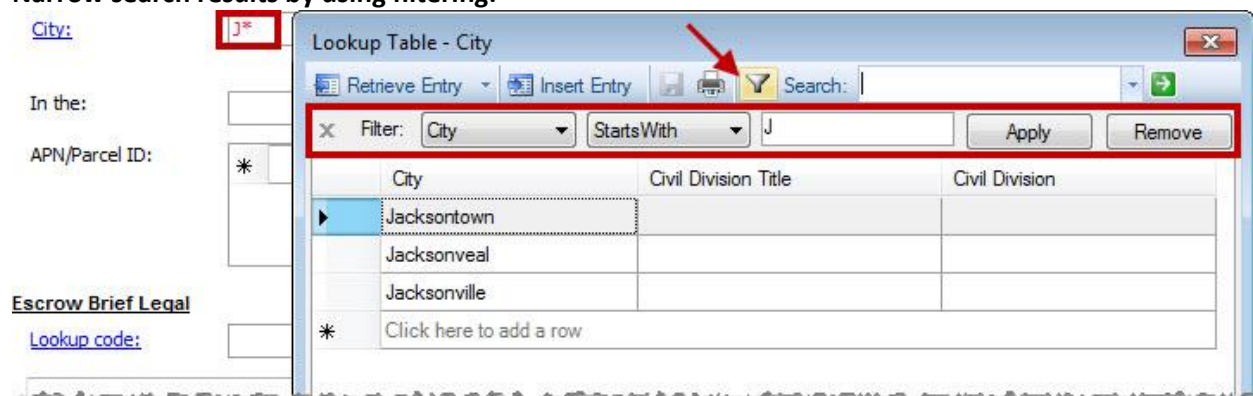 Narrow search results by using filtering.
City: J*
Lookup Table - City
Retrieve Entry Insert Entry Search:
In the:
Filter: City StartsWith J Apply Remove
APN/Parcel ID: *
City Civil Division Title Civil Division
Jacksontown
Jacksonveal
Jacksonville
Escrow Brief Legal
* Click here to add a row
Lookup code: